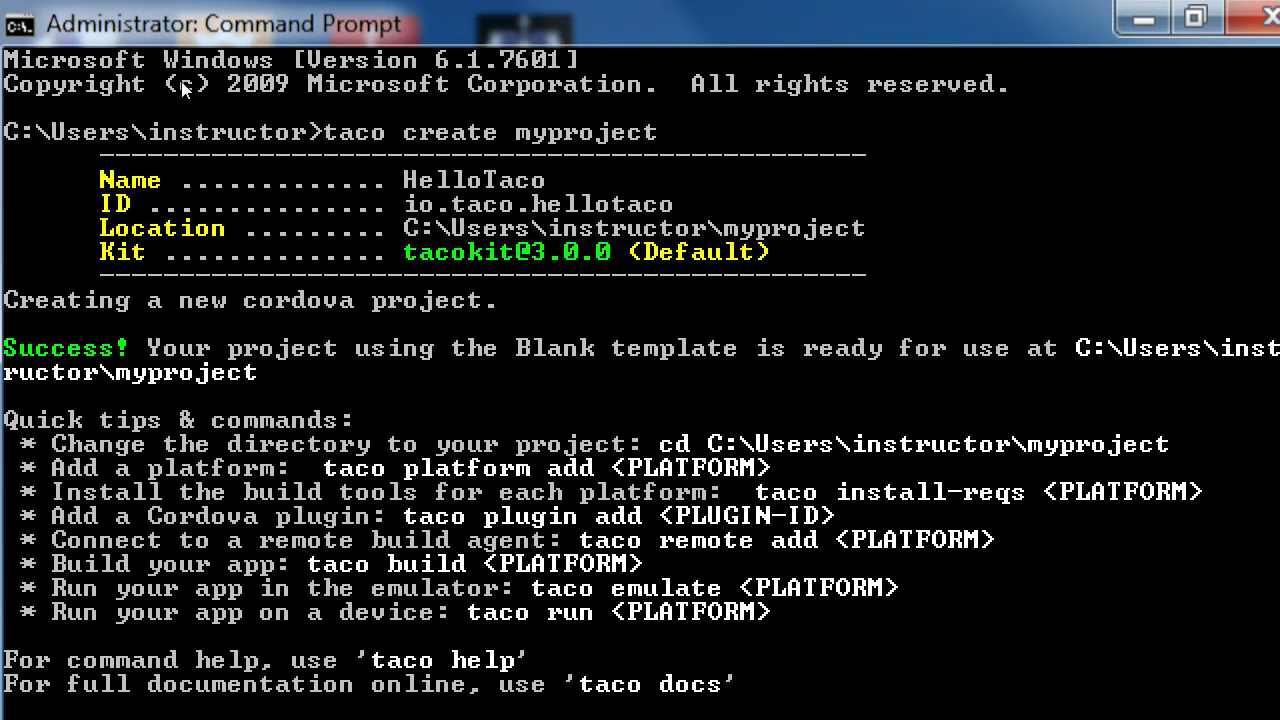 Administrator: Command Prompt
Microsoft Windows [Version 6.1.7601]
Copyright (c) 2009 Microsoft Corporation.  All rights reserved.
C:\Users\instructor>taco create myproject
Name ............. HelloTaco
ID ............... io.taco.hellotaco
Location ......... C:\Users\instructor\myproject
Kit .............. tacokit@3.0.0 (Default)
Creating a new cordova project.
Success! Your project using the Blank template is ready for use at C:\Users\inst
ructor\myproject
Quick tips & commands:
* Change the directory to your project: cd C:\Users\instructor\myproject
* Add a platform:  taco platform add <PLATFORM>
* Install the build tools for each platform:  taco install-reqs <PLATFORM>
* Add a Cordova plugin: taco plugin add <PLUGIN-ID>
* Connect to a remote build agent: taco remote add <PLATFORM>
* Build your app: taco build <PLATFORM>
* Run your app in the emulator: taco emulate <PLATFORM>
* Run your app on a device: taco run <PLATFORM>
For command help, use 'taco help'
For full documentation online, use 'taco docs'